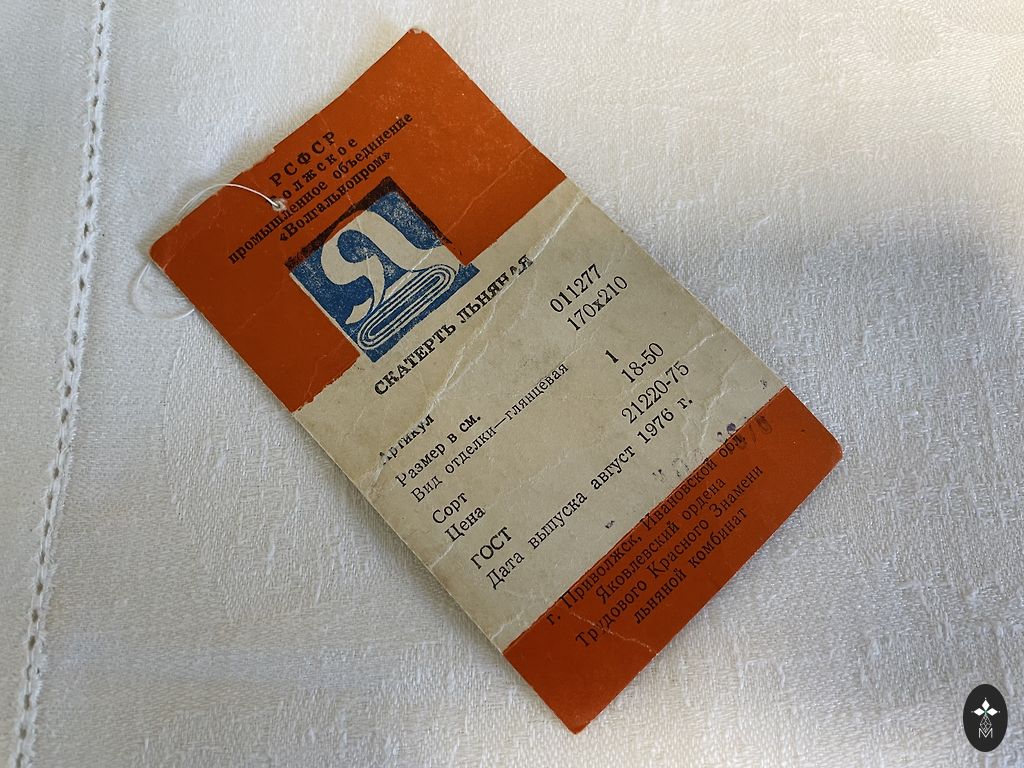 РСФСР
Волжское
промышленное объединение
«Волгальнопром»
Я
СКАТЕРТЬ ЛЬНЯНАЯ
Артикул 011277
Размер в см. 170х210
Вид отделки—глянцевая
Сорт 1
Цена 18-50
ГОСТ 21220-75
Дата выпуска август 1976 г.
г. Приволжск, Ивановской обл.
Яковлевский ордена
Трудового Красного Знамени
льняной комбинат
М